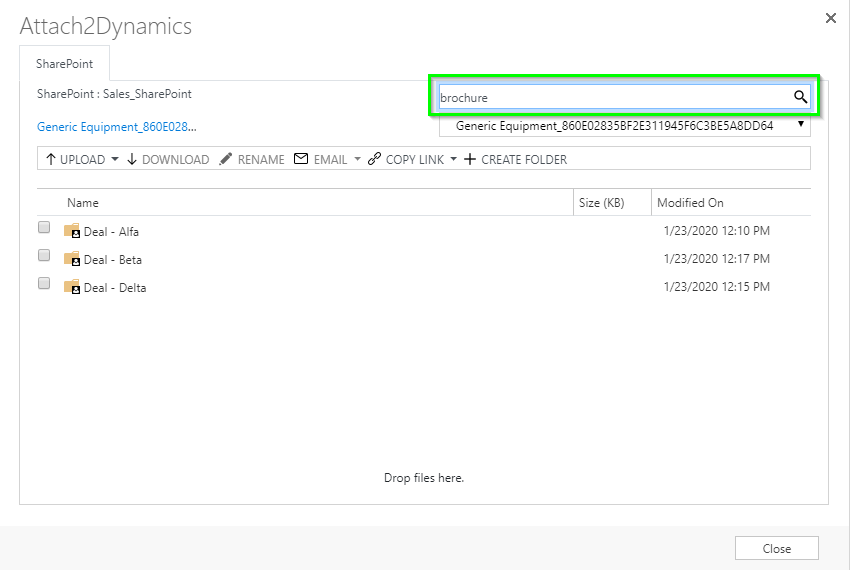 Attach2Dynamics
SharePoint
SharePoint : Sales_SharePoint
brochure
Generic Equipment_860E028...
Generic Equipment_860E02835BF2E311945F6C3BE5A8DD64
UPLOAD DOWNLOAD RENAME EMAIL COPY LINK CREATE FOLDER
Name Size (KB) Modified On
Deal - Alfa 1/23/2020 12:10 PM
Deal - Beta 1/23/2020 12:17 PM
Deal - Delta 1/23/2020 12:15 PM
Drop files here.
Close